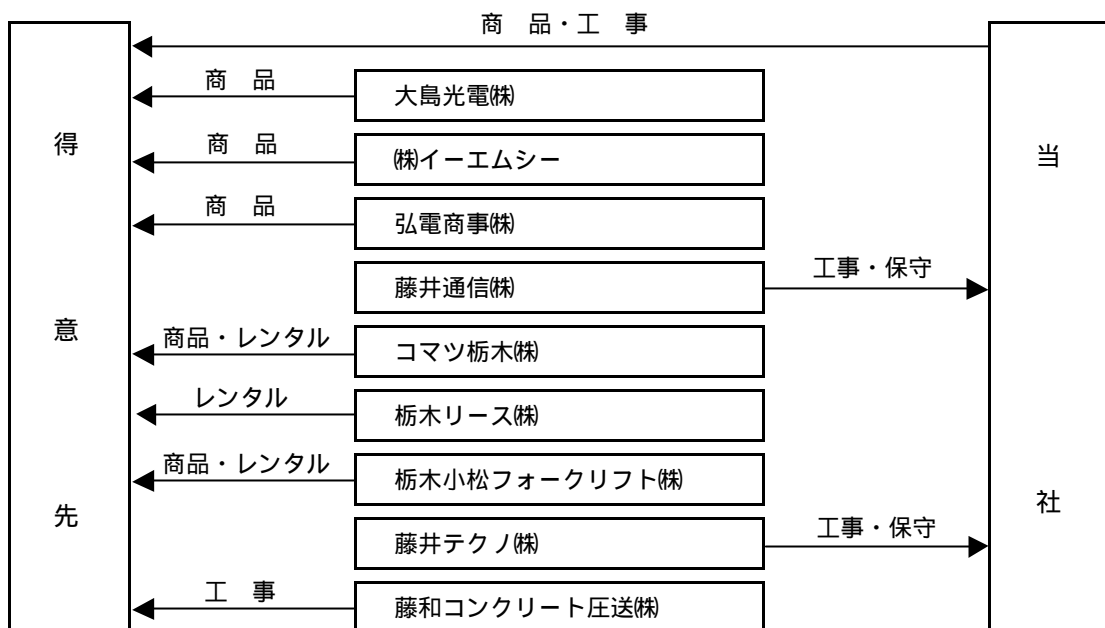 商 品・工 事
商 品
大島光電㈱
商 品
㈱イーエムシー
商 品
弘電商事㈱
藤井通信㈱
工事・保守
商品・レンタル
コマツ栃木㈱
レンタル
栃木リース㈱
商品・レンタル
栃木小松フォークリフト㈱
藤井テクノ㈱
工事・保守
工 事
藤和コンクリート圧送㈱
得意先
当社